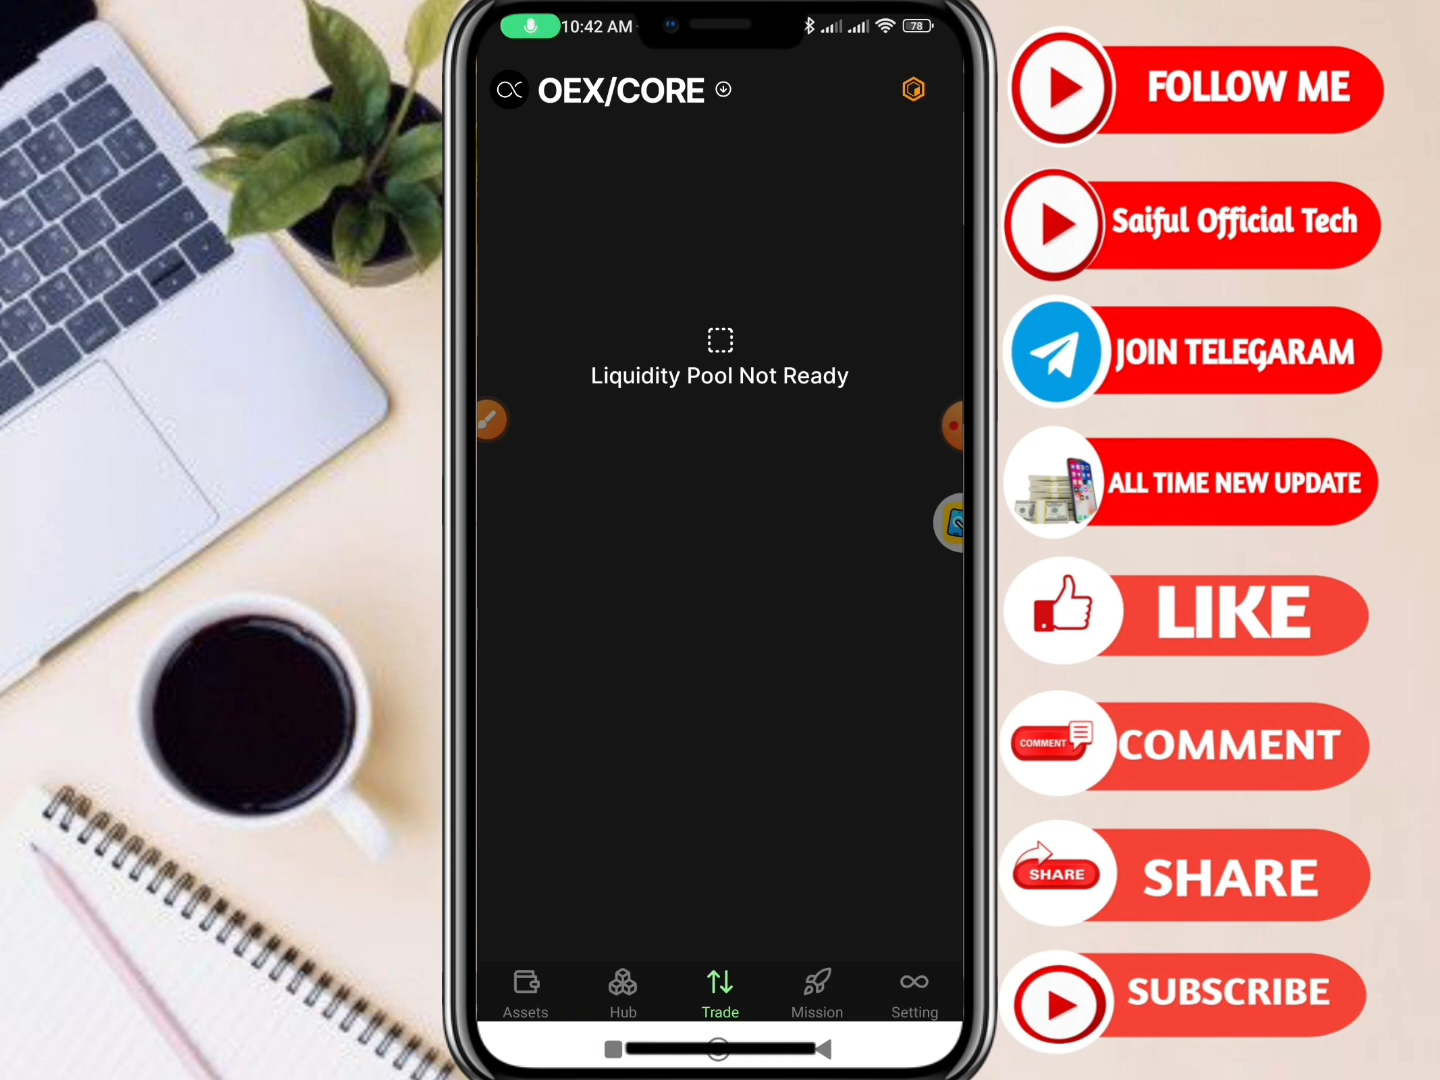 10:42 AM
78
OEX/CORE
Liquidity Pool Not Ready
Assets
Hub
Trade
Mission
Setting
FOLLOW ME
Saiful Official Tech
JOIN TELEGARAM
ALL TIME NEW UPDATE
LIKE
COMMENT
COMMENT
SHARE
SHARE
SUBSCRIBE